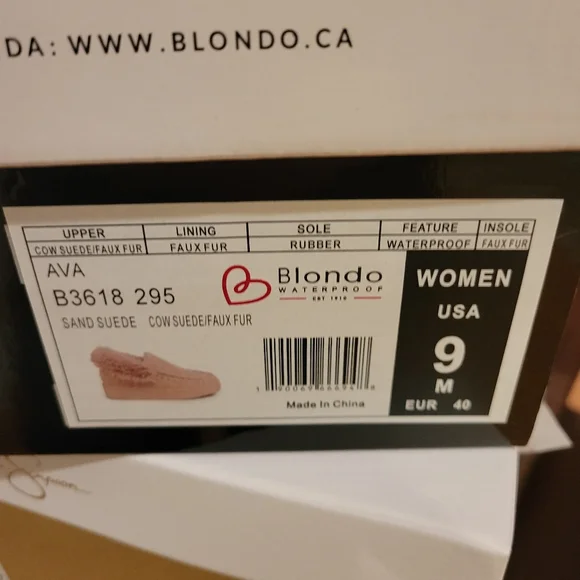 DA: WWW.BLONDO.CA
UPPER LINING SOLE FEATURE INSOLE
COW SUEDE/FAUX FUR FAUX FUR RUBBER WATERPROOF FAUX FUR
AVA
B3618 295
SAND SUEDE COW SUEDE/FAUX FUR
Blondo
WATERPROOF
EST 1910
Made In China
WOMEN
USA
9
M
EUR 40